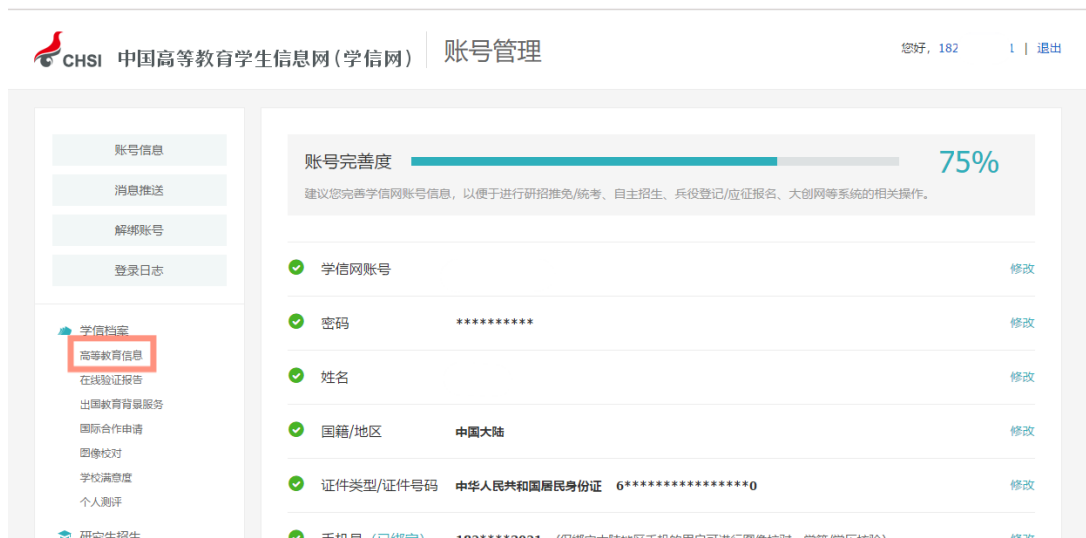 CHSI 中国高等教育学生信息网(学信网) 账号管理 您好, 182 1 | 退出
账号信息
消息推送
解绑账号
登录日志
学信档案
高等教育信息
在线验证报告
出国教育背景服务
国际合作申请
图像校对
学校满意度
个人测评
研究生招生
账号完善度 75%
建议您完善学信网账号信息，以便于进行研招推免/统考、自主招生、兵役登记/应征报名、大创网等系统的相关操作。
学信网账号 修改
密码 ********** 修改
姓名 修改
国籍/地区 中国大陆 修改
证件类型/证件号码 中华人民共和国居民身份证 6****************0 修改